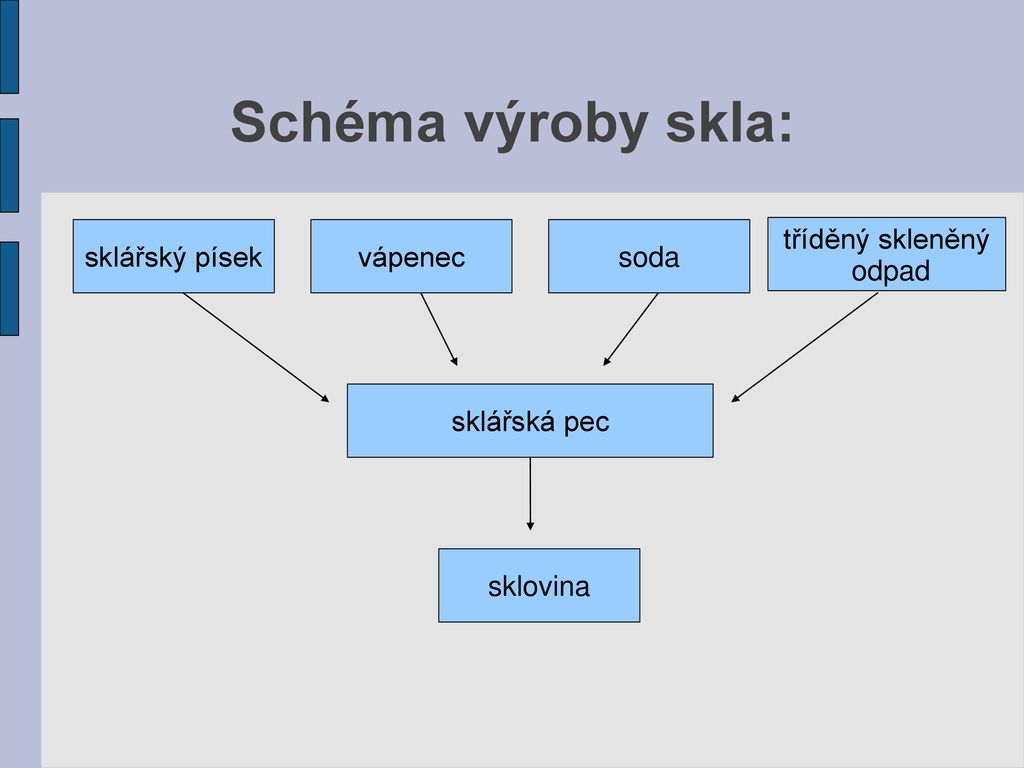 Schéma výroby skla:
sklářský písek
vápenec
soda
tříděný skleněný
odpad
sklářská pec
sklovina